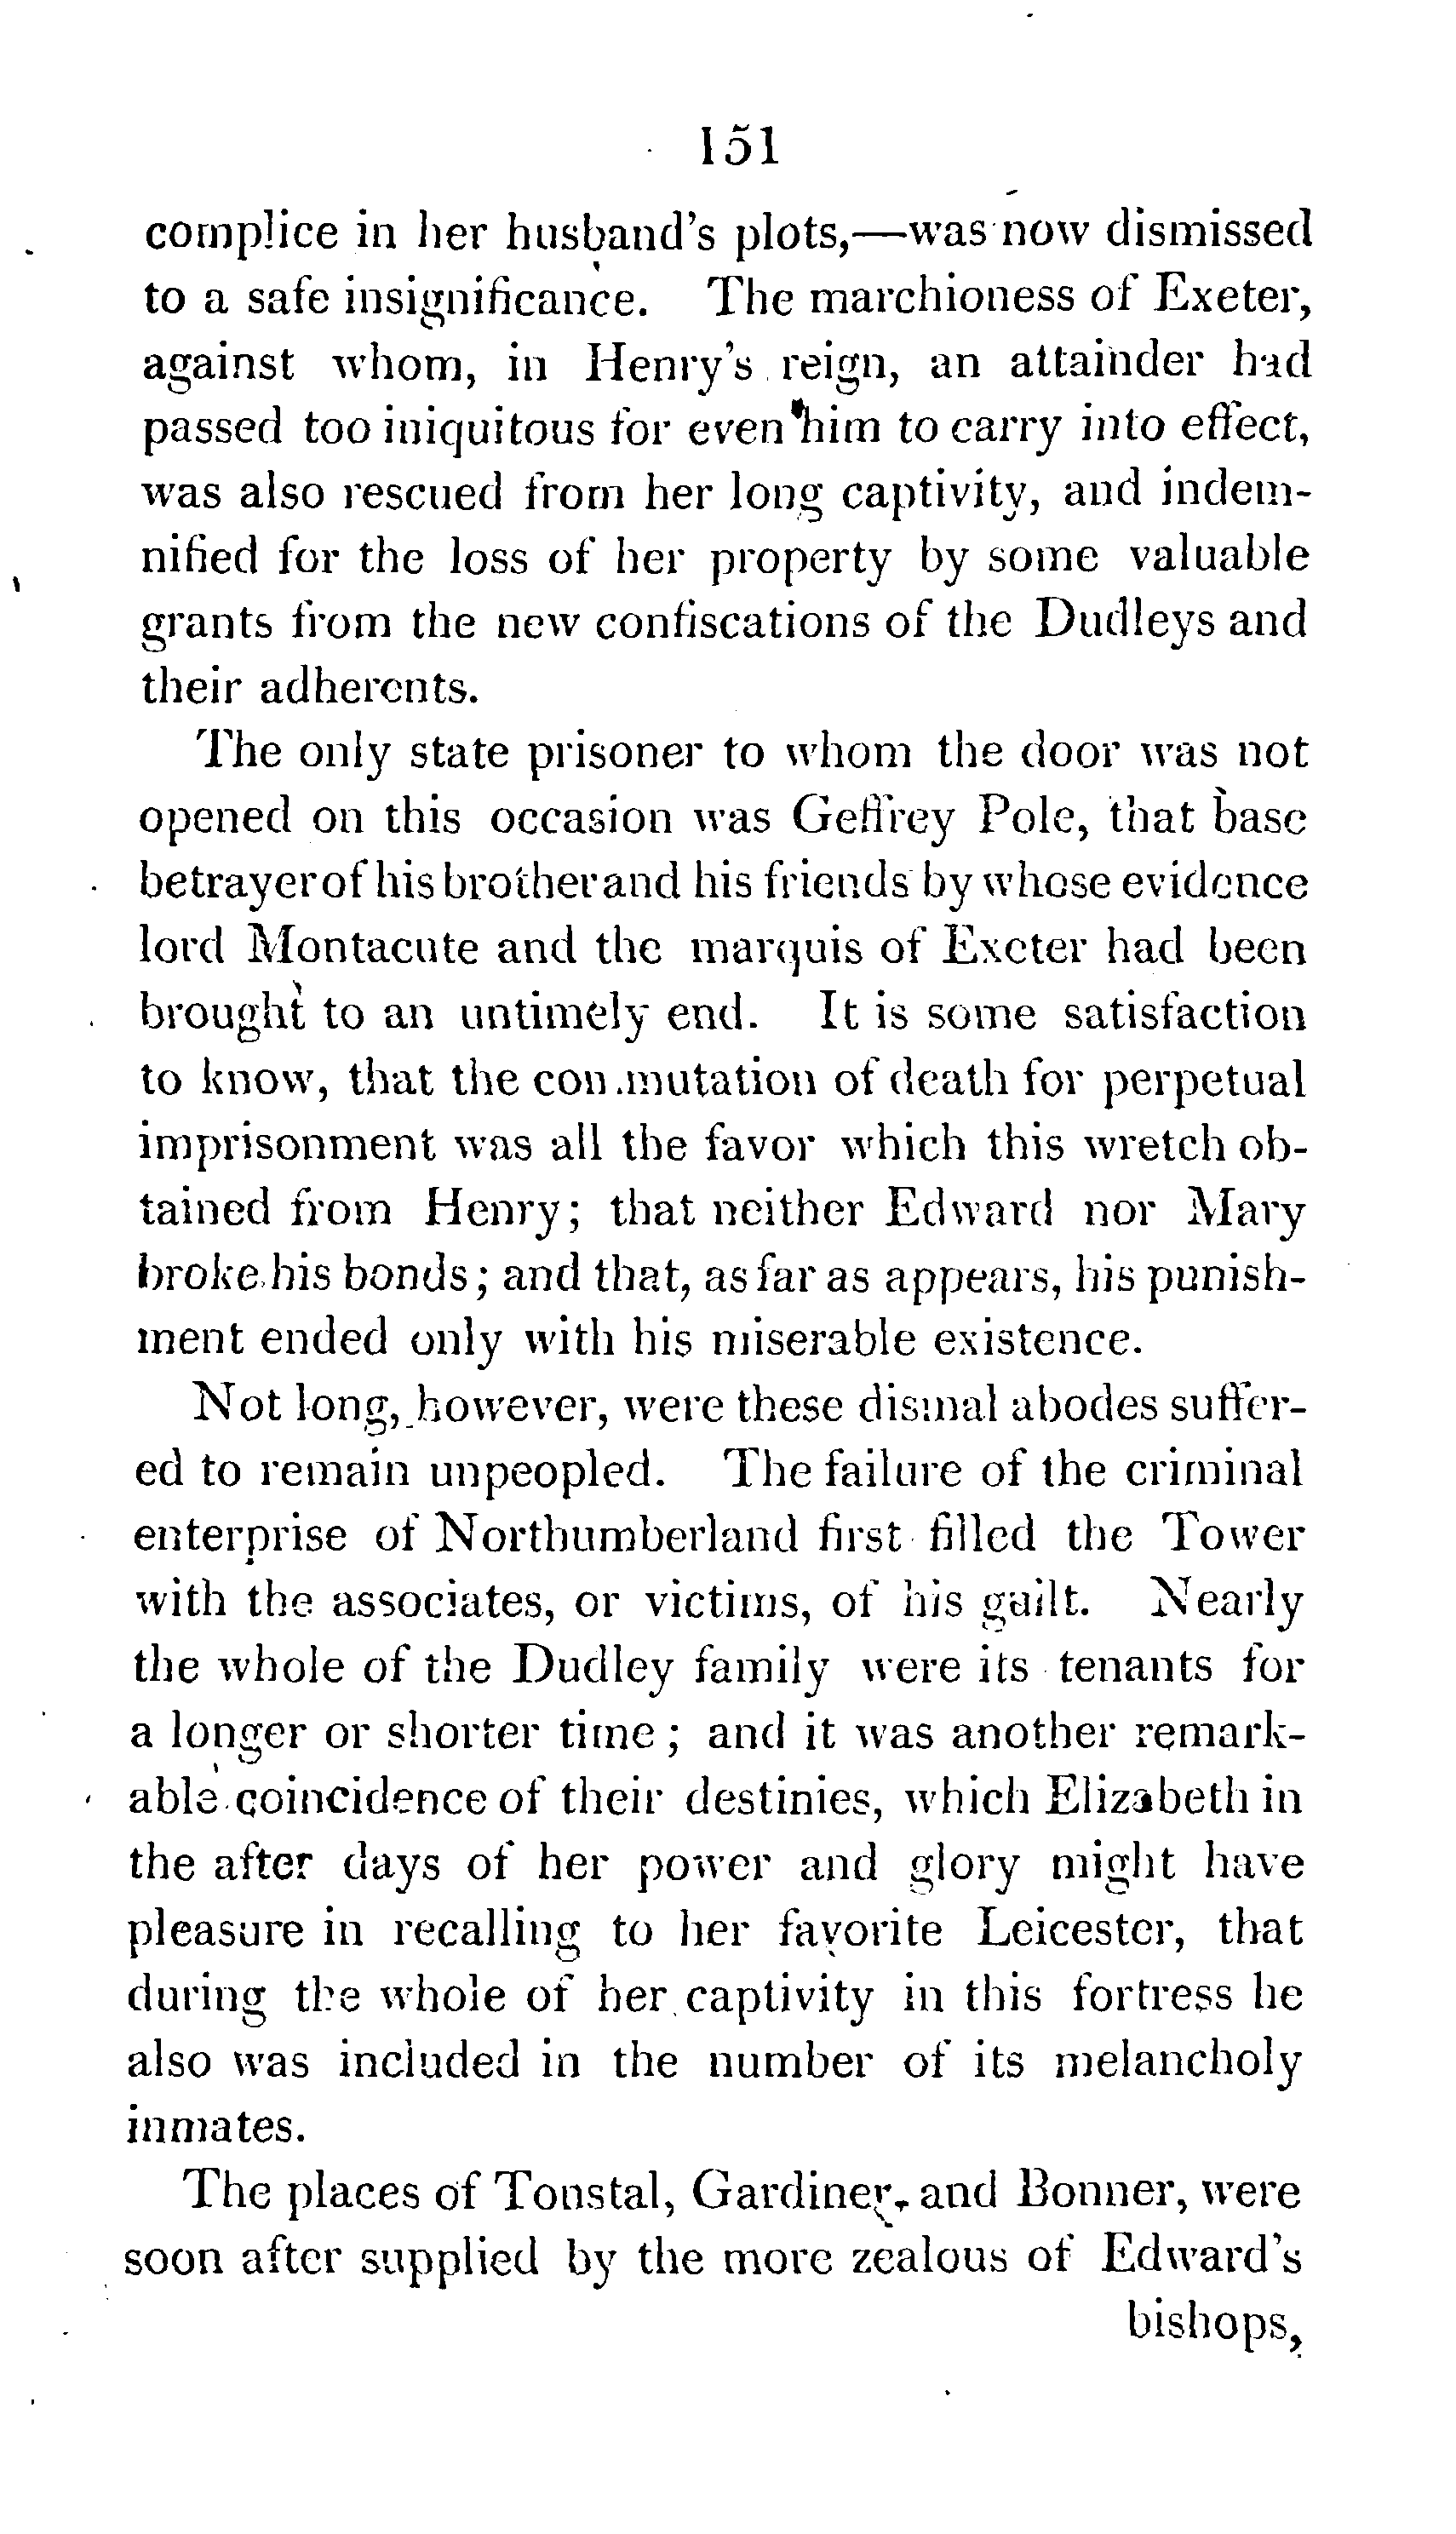 151
complice in her husband's plots,—was now dismissed
to a safe insignificance. The marchioness of Exeter,
against whom, in Henry's reign, an attainder had
passed too iniquitous for even him to carry into effect,
was also rescued from her long captivity, and indem-
nified for the loss of her property by some valuable
grants from the new confiscations of the Dudleys and
their adherents.
The only state prisoner to whom the door was not
opened on this occasion was Geffrey Pole, that base
betrayer of his brother and his friends by whose evidence
lord Montacute and the marquis of Exeter had been
brought to an untimely end. It is some satisfaction
to know, that the commutation of death for perpetual
imprisonment was all the favor which this wretch ob-
tained from Henry; that neither Edward nor Mary
broke his bonds; and that, as far as appears, his punish-
ment ended only with his miserable existence.
Not long, however, were these dismal abodes suffer-
ed to remain unpeopled. The failure of the criminal
enterprise of Northumberland first filled the Tower
with the associates, or victims, of his guilt. Nearly
the whole of the Dudley family were its tenants for
a longer or shorter time; and it was another remark-
able coincidence of their destinies, which Elizabeth in
the after days of her power and glory might have
pleasure in recalling to her favorite Leicester, that
during the whole of her captivity in this fortress he
also was included in the number of its melancholy
inmates.
The places of Tonstal, Gardiner, and Bonner, were
soon after supplied by the more zealous of Edward's
bishops,